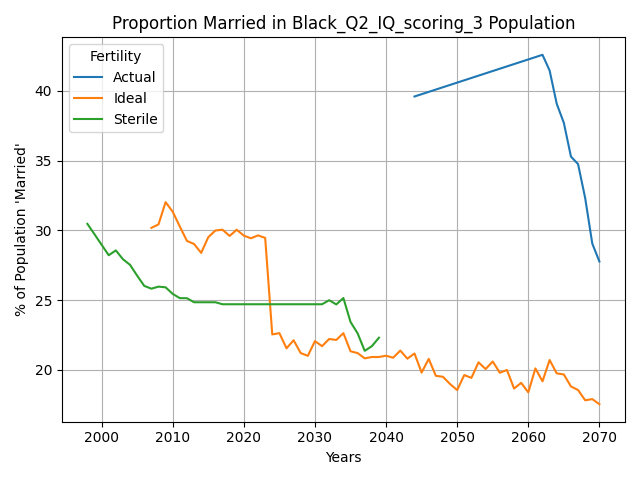 Proportion Married in Black_Q2_IQ_scoring_3 Population
Fertility
Actual
Ideal
Sterile
% of Population 'Married'
40
35
30
25
20
2000 2010 2020 2030 2040 2050 2060 2070
Years